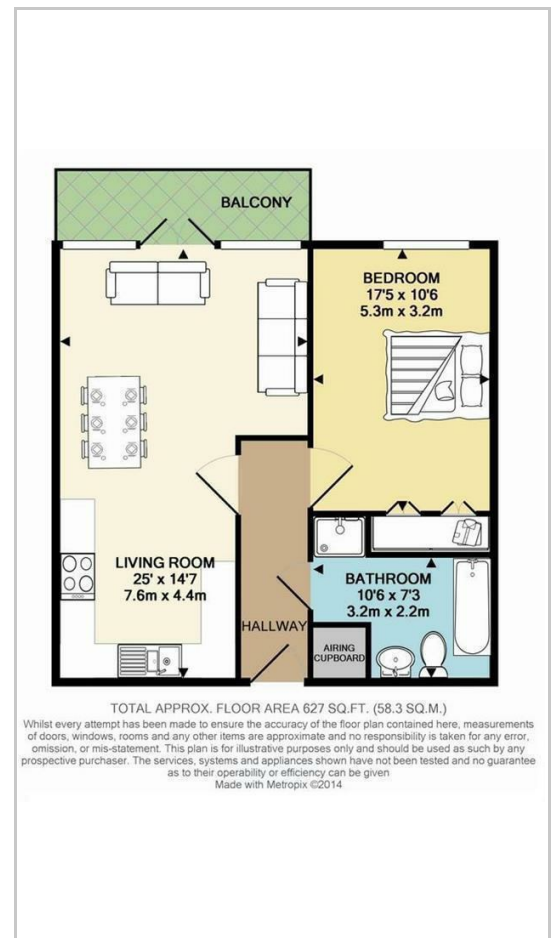 BALCONY
BEDROOM
17'5 x 10'6
5.3m x 3.2m
LIVING ROOM
25' x 14'7
7.6m x 4.4m
BATHROOM
10'6 x 7'3
3.2m x 2.2m
HALLWAY
AIRING
CUPBOARD
TOTAL APPROX. FLOOR AREA 627 SQ.FT. (58.3 SQ.M.)
Whilst every attempt has been made to ensure the accuracy of the floor plan contained here, measurements
of doors, windows, rooms and any other items are approximate and no responsibility is taken for any error,
omission, or mis-statement. This plan is for illustrative purposes only and should be used as such by any
prospective purchaser. The services, systems and appliances shown have not been tested and no guarantee
as to their operability or efficiency can be given
Made with Metropix ©2014